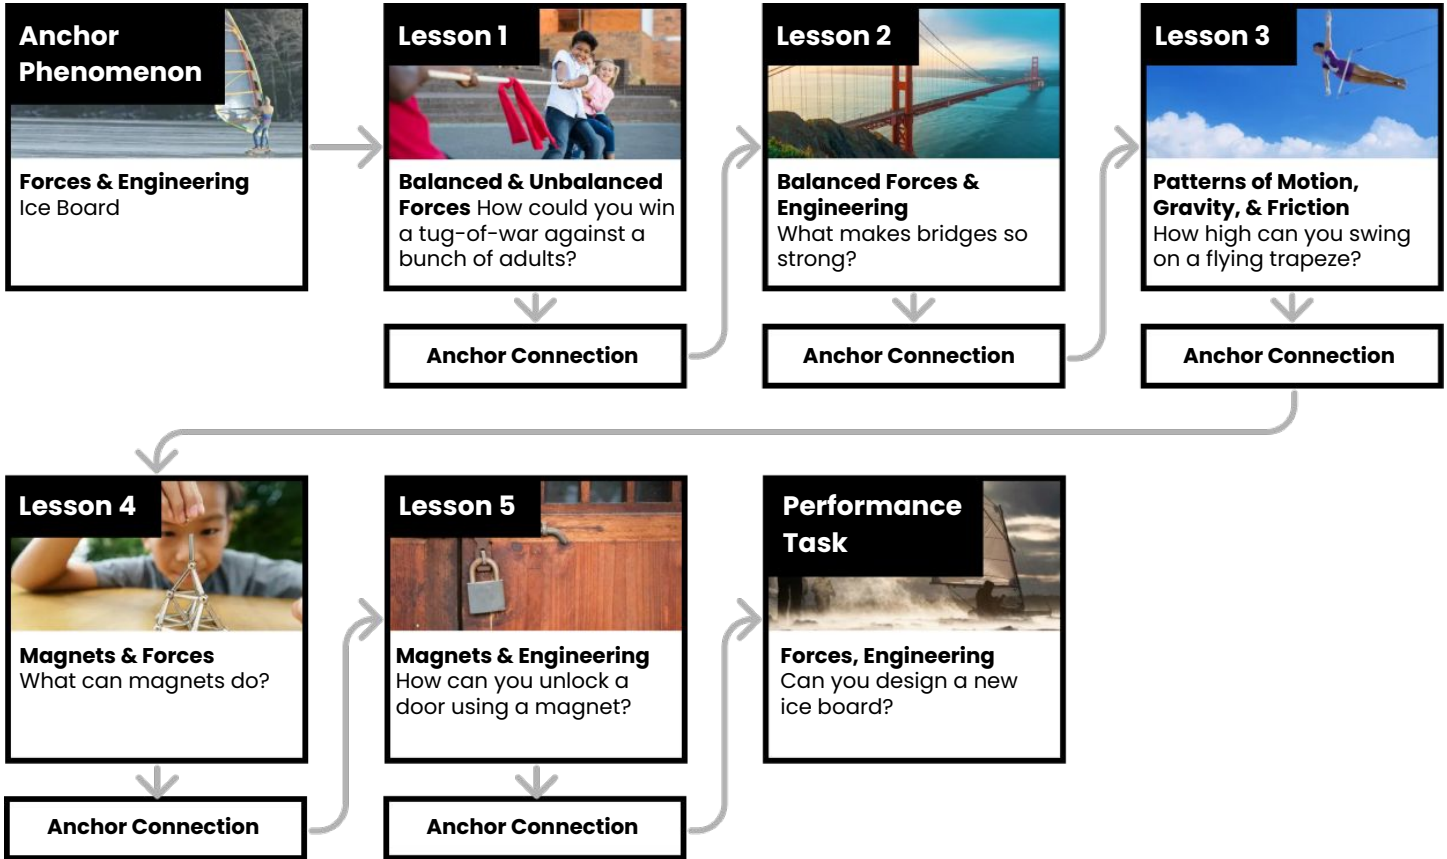 Anchor
Phenomenon
Forces & Engineering
Ice Board
Lesson 1
Balanced & Unbalanced
Forces How could you win
a tug-of-war against a
bunch of adults?
Anchor Connection
Lesson 2
Balanced Forces &
Engineering
What makes bridges so
strong?
Anchor Connection
Lesson 3
Patterns of Motion,
Gravity, & Friction
How high can you swing
on a flying trapeze?
Anchor Connection
Lesson 4
Magnets & Forces
What can magnets do?
Anchor Connection
Lesson 5
Magnets & Engineering
How can you unlock a
door using a magnet?
Anchor Connection
Performance
Task
Forces, Engineering
Can you design a new
ice board?